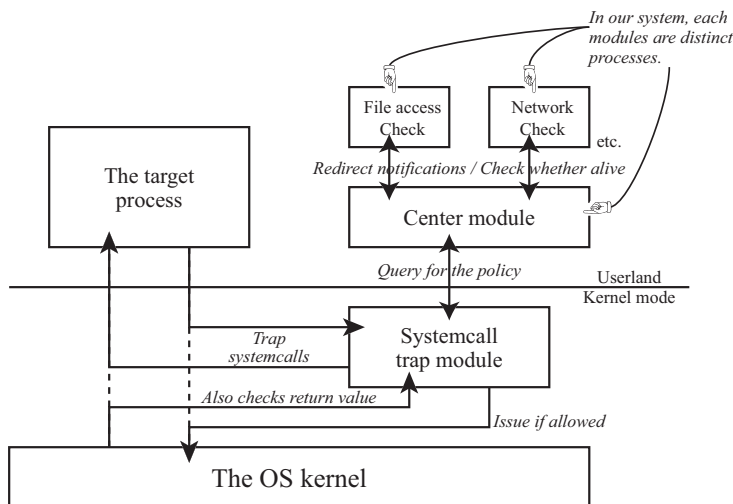 In our system, each
modules are distinct
processes.
File access
Check
Network
Check
etc.
Redirect notifications / Check whether alive
The target
process
Center module
Query for the policy
Userland
Kernel mode
Trap
systemcalls
Systemcall
trap module
Also checks return value
Issue if allowed
The OS kernel